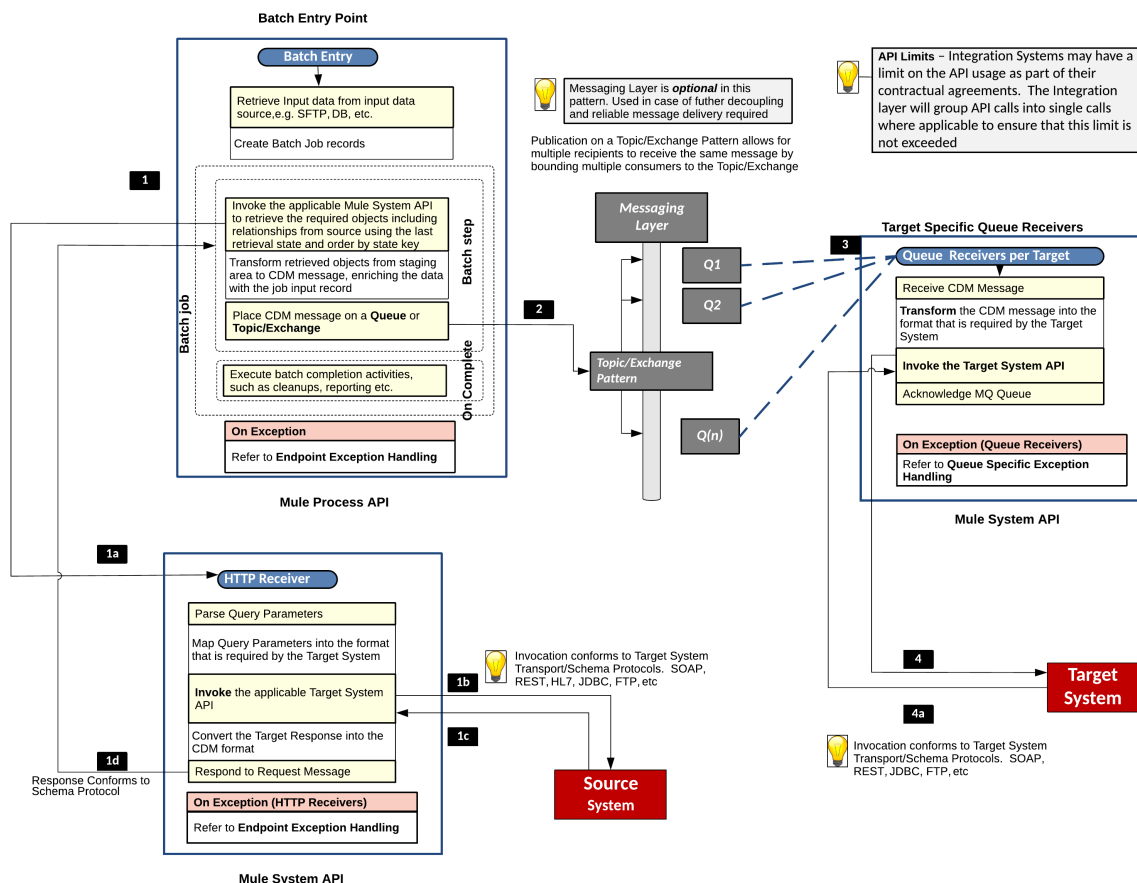 Batch Entry Point
Batch Entry
Retrieve Input data from input data
source,e.g. SFTP, DB, etc.
Create Batch Job records
1
Invoke the applicable Mule System API
to retrieve the required objects including
relationships from source using the last
retrieval state and order by state key
Transform retrieved objects from staging
area to CDM message, enriching the data
with the job input record
Place CDM message on a Queue or
Topic/Exchange
Batch step
Batch job
Execute batch completion activities,
such as cleanups, reporting etc.
On Complete
On Exception
Refer to Endpoint Exception Handling
Mule Process API
Messaging Layer is optional in this
pattern. Used in case of futher decoupling
and reliable message delivery required
Publication on a Topic/Exchange Pattern allows for
multiple recipients to receive the same message by
bounding multiple consumers to the Topic/Exchange
2
Messaging
Layer
Q1
Q2
Topic/Exchange
Pattern
Q(n)
API Limits – Integration Systems may have a
limit on the API usage as part of their
contractual agreements. The Integration
layer will group API calls into single calls
where applicable to ensure that this limit is
not exceeded
Target Specific Queue Receivers
3
Queue Receivers per Target
Receive CDM Message
Transform the CDM message into the
format that is required by the Target
System
Invoke the Target System API
Acknowledge MQ Queue
On Exception (Queue Receivers)
Refer to Queue Specific Exception
Handling
Mule System API
1a
HTTP Receiver
Parse Query Parameters
Map Query Parameters into the format
that is required by the Target System
Invoke the applicable Target System
API
Convert the Target Response into the
CDM format
Respond to Request Message
On Exception (HTTP Receivers)
Refer to Endpoint Exception Handling
Mule System API
1d
Response Conforms to
Schema Protocol
1b
1c
Invocation conforms to Target System
Transport/Schema Protocols. SOAP,
REST, HL7, JDBC, FTP, etc
Source
System
4
Target
System
4a
Invocation conforms to Target System
Transport/Schema Protocols. SOAP,
REST, JDBC, FTP, etc